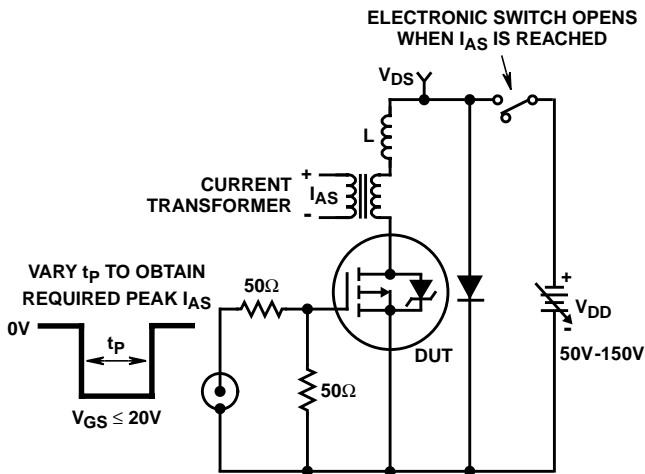 ELECTRONIC SWITCH OPENS
WHEN IAS IS REACHED
VDS
L
+
CURRENT
TRANSFORMER
IAS
-
VARY tP TO OBTAIN
REQUIRED PEAK IAS
50Ω
0V
tP
VGS ≤ 20V
50Ω
DUT
+
VDD
-
50V-150V